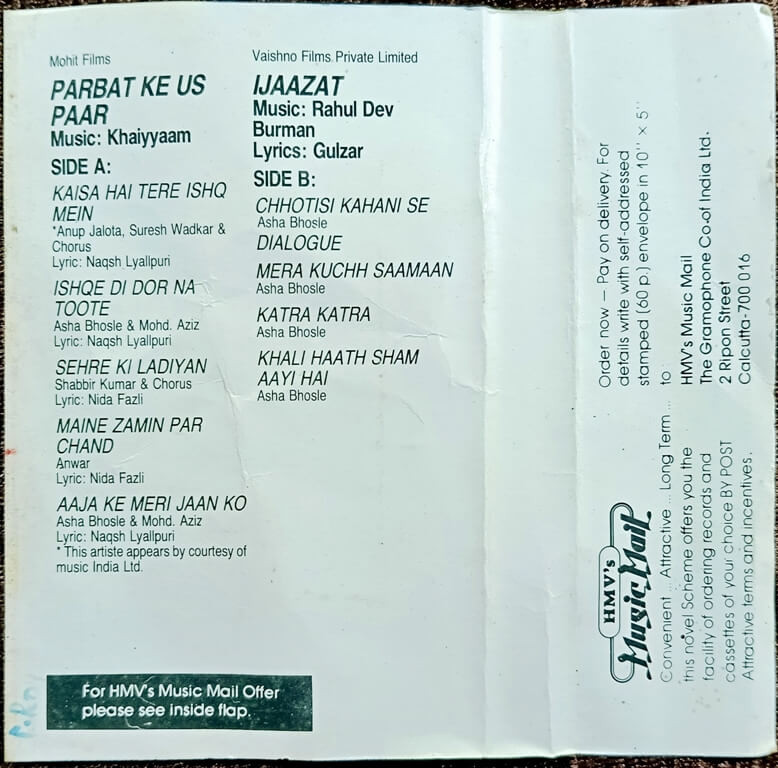 Mohit Films
PARBAT KE US
PAAR
Music: Khaiyyaam
SIDE A:
KAISA HAI TERE ISHQ
MEIN
*Anup Jalota, Suresh Wadkar &
Chorus
Lyric: Naqsh Lyallpuri
ISHQE DI DOR NA
TOOTE
Asha Bhosle & Mohd. Aziz
Lyric: Naqsh Lyallpuri
SEHRE KI LADIYAN
Shabbir Kumar & Chorus
Lyric: Nida Fazli
MAINE ZAMIN PAR
CHAND
Anwar
Lyric: Nida Fazli
AAJA KE MERI JAAN KO
Asha Bhosle & Mohd. Aziz
Lyric: Naqsh Lyallpuri
* This artiste appears by courtesy of
music India Ltd.
Vaishno Films Private Limited
IJAAZAT
Music: Rahul Dev
Burman
Lyrics: Gulzar
SIDE B:
CHHOTISI KAHANI SE
Asha Bhosle
DIALOGUE
MERA KUCHH SAAMAAN
Asha Bhosle
KATRA KATRA
Asha Bhosle
KHALI HAATH SHAM
AAYI HAI
Asha Bhosle
For HMV's Music Mail Offer
please see inside flap.
HMV's
Music Mail
Convenient ... Attractive ... Long Term ...
this novel Scheme offers you the
facility of ordering records and
cassettes of your choice BY POST
Attractive terms and incentives.
Order now – Pay on delivery. For
details write with self-addressed
stamped (60 p.) envelope in 10" × 5"
to
HMV's Music Mail
The Gramophone Co. of India Ltd.
2 Ripon Street
Calcutta-700 016